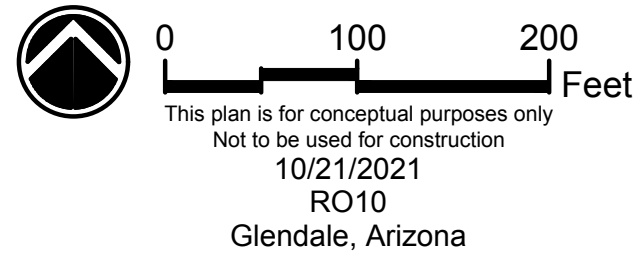 0 100 200
Feet
This plan is for conceptual purposes only
Not to be used for construction
10/21/2021
RO10
Glendale, Arizona